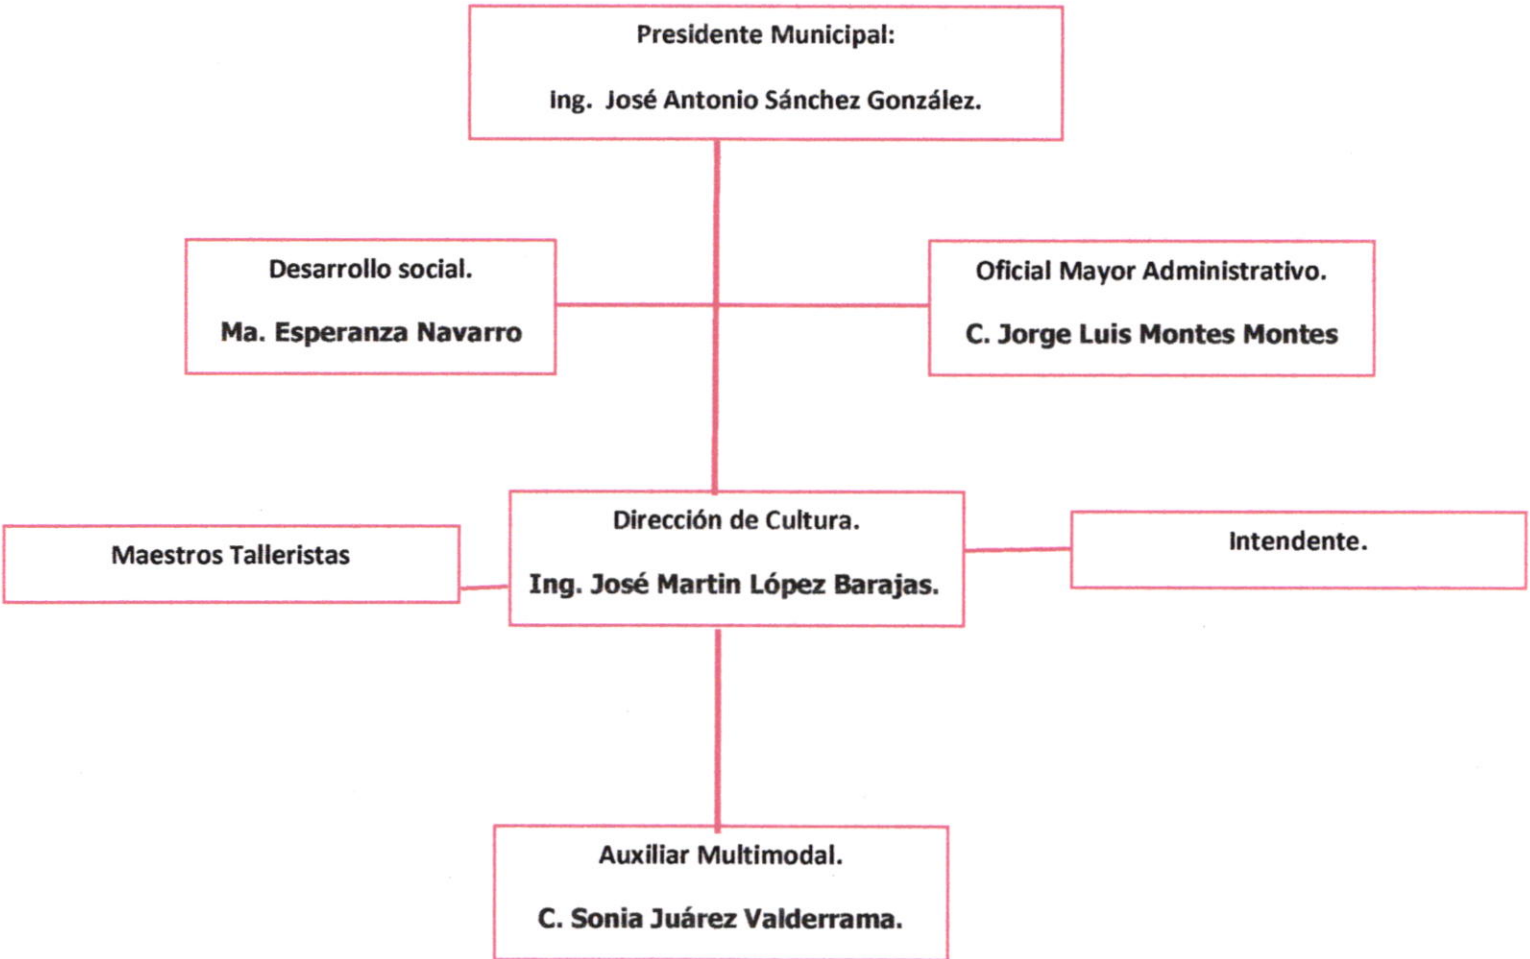 Presidente Municipal:
ing. José Antonio Sánchez González.
Desarrollo social.
Ma. Esperanza Navarro
Oficial Mayor Administrativo.
C. Jorge Luis Montes Montes
Dirección de Cultura.
Ing. José Martin López Barajas.
Maestros Talleristas
Intendente.
Auxiliar Multimodal.
C. Sonia Juárez Valderrama.